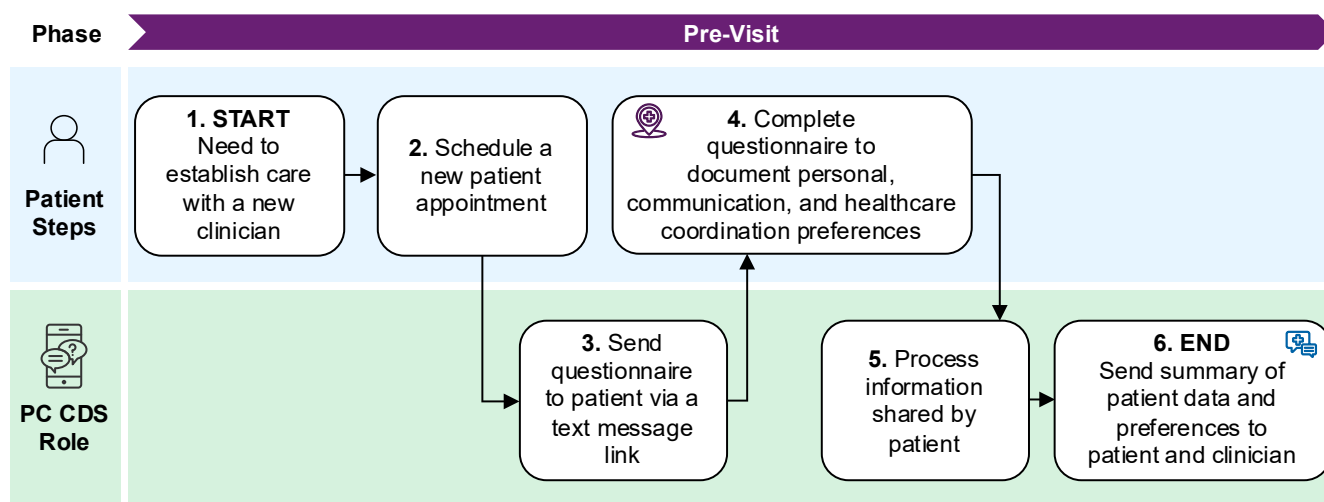 Phase
Pre-Visit
Patient
Steps
1. START
Need to
establish care
with a new
clinician
2. Schedule a
new patient
appointment
4. Complete
questionnaire to
document personal,
communication, and healthcare
coordination preferences
PC CDS
Role
3. Send
questionnaire
to patient via a
text message
link
5. Process
information
shared by
patient
6. END
Send summary of
patient data and
preferences to
patient and clinician